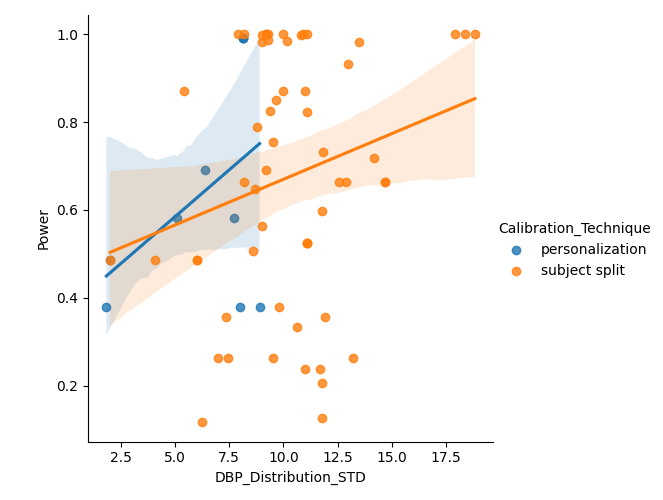 1.0
0.8
Power
0.6
0.4
0.2
2.5 5.0 7.5 10.0 12.5 15.0 17.5
DBP_Distribution_STD
Calibration_Technique
personalization
subject split